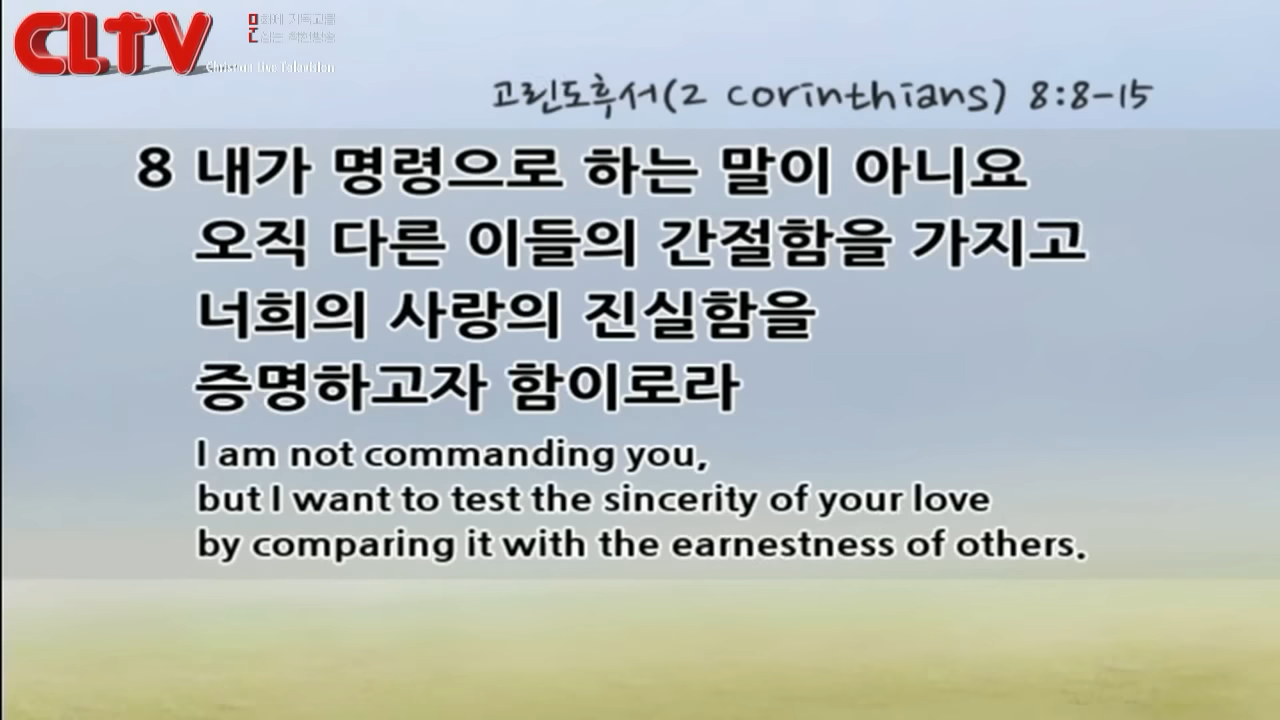 CLTV
Christian Live Television
고린도후서(2 corinthians) 8:8-15
8 내가 명령으로 하는 말이 아니요
오직 다른 이들의 간절함을 가지고
너희의 사랑의 진실함을
증명하고자 함이로라
I am not commanding you,
but I want to test the sincerity of your love
by comparing it with the earnestness of others.